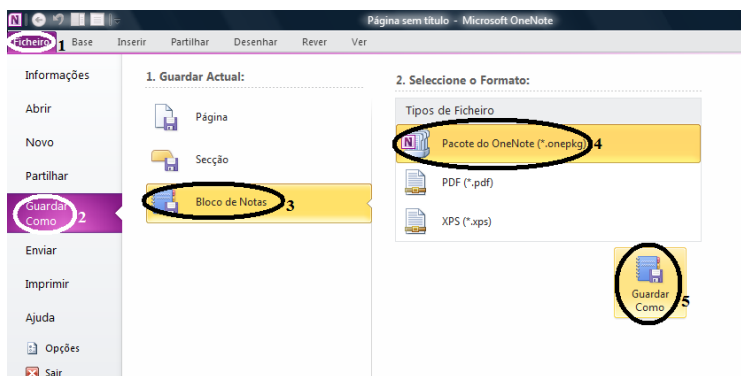 Página sem título - Microsoft OneNote
Ficheiro 1 Base Inserir Partilhar Desenhar Rever Ver
Informações
Abrir
Novo
Partilhar
Guardar
Como 2
Enviar
Imprimir
Ajuda
Opções
Sair
1. Guardar Actual:
Página
Secção
Bloco de Notas 3
2. Seleccione o Formato:
Tipos de Ficheiro
Pacote do OneNote (*.onepkg) 4
PDF (*.pdf)
XPS (*.xps)
Guardar
Como 5